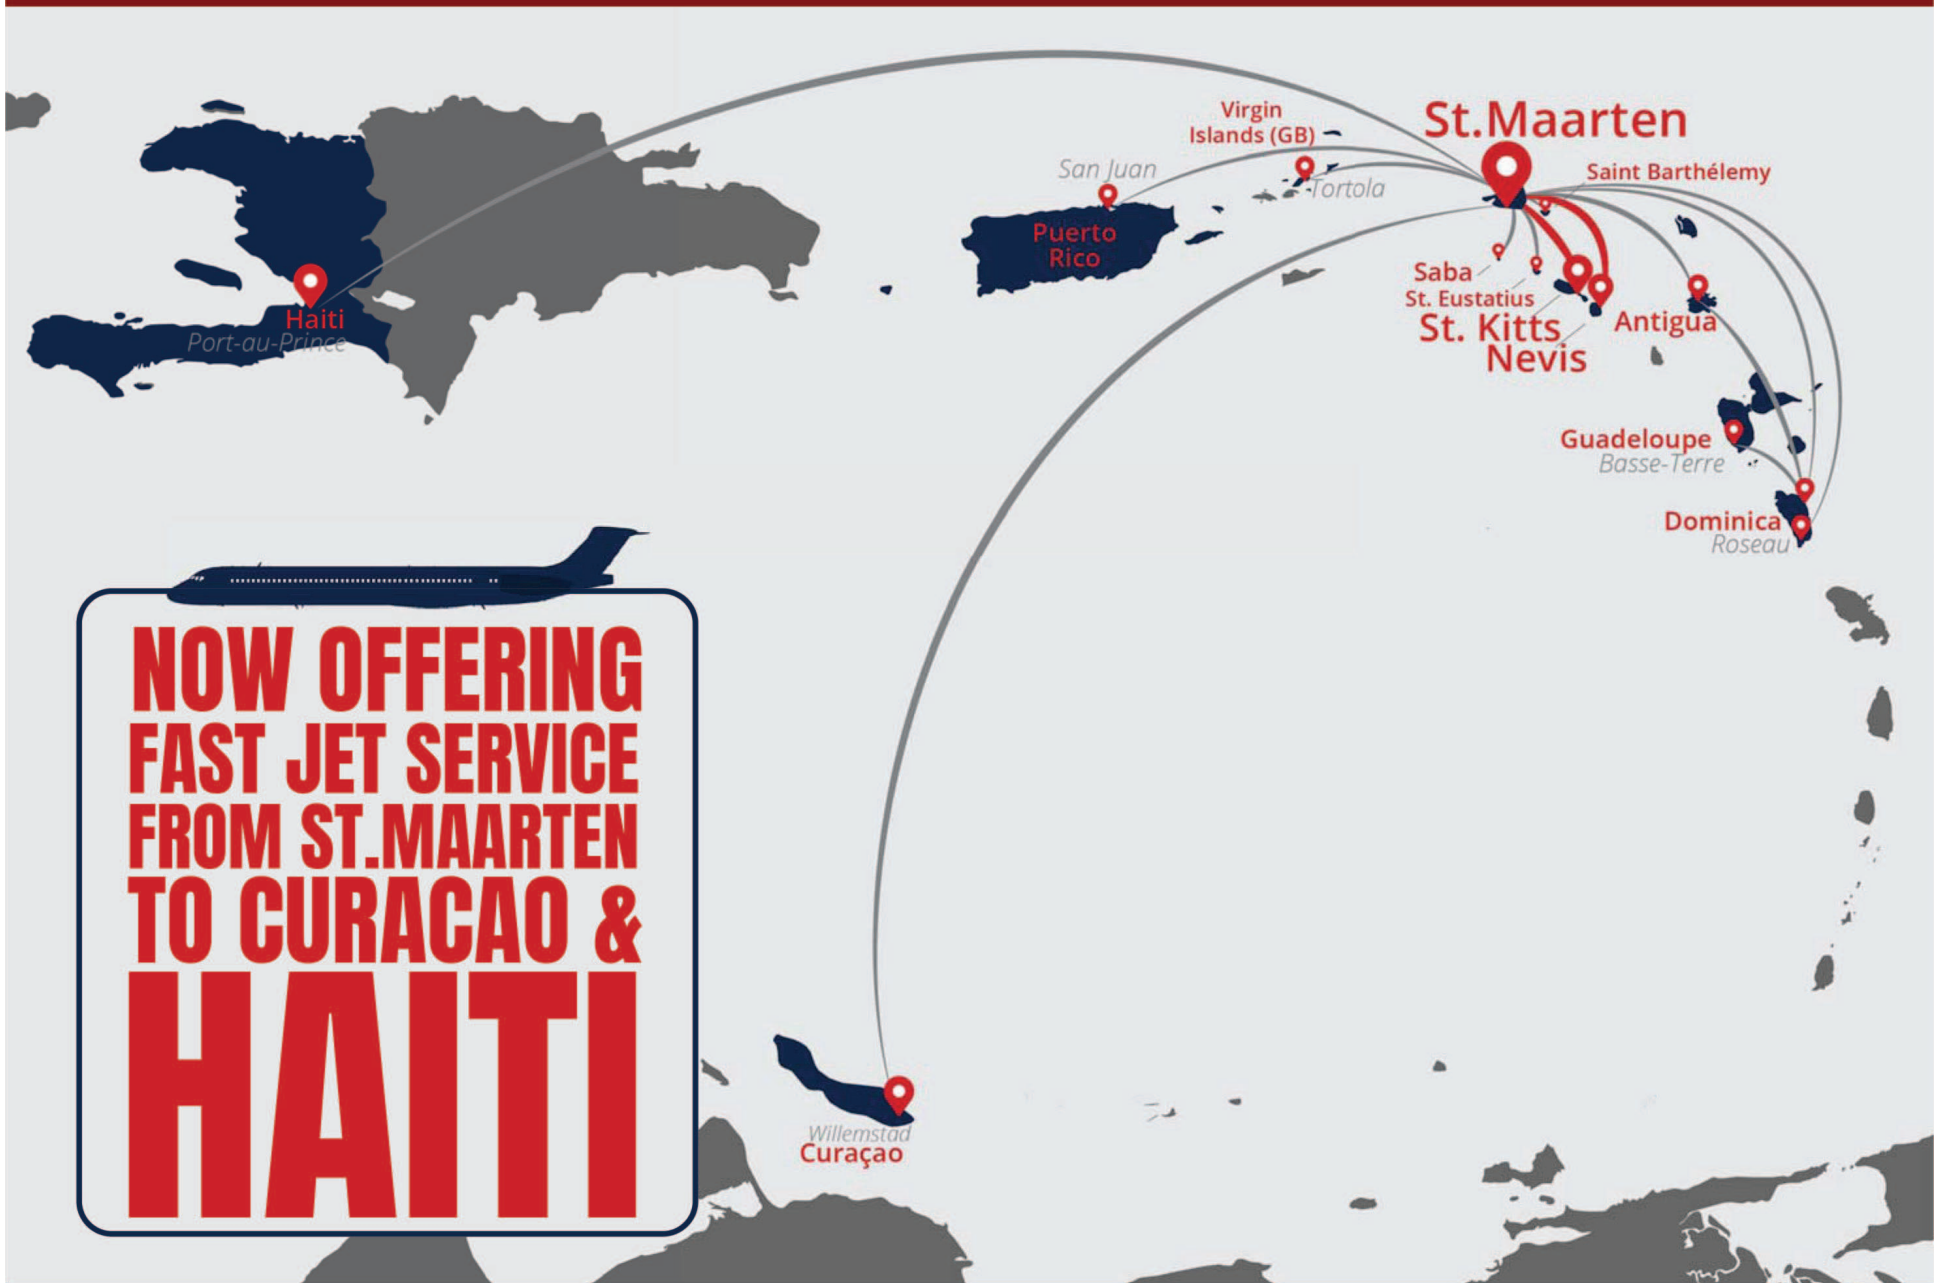 Virgin
Islands (GB)
St.Maarten
San Juan
Tortola
Saint Barthélemy
Puerto
Rico
Saba
St. Eustatius
St. Kitts
Nevis
Antigua
Haiti
Port-au-Prince
Guadeloupe
Basse-Terre
Dominica
Roseau
NOW OFFERING
FAST JET SERVICE
FROM ST.MAARTEN
TO CURACAO &
HAITI
Willemstad
Curaçao